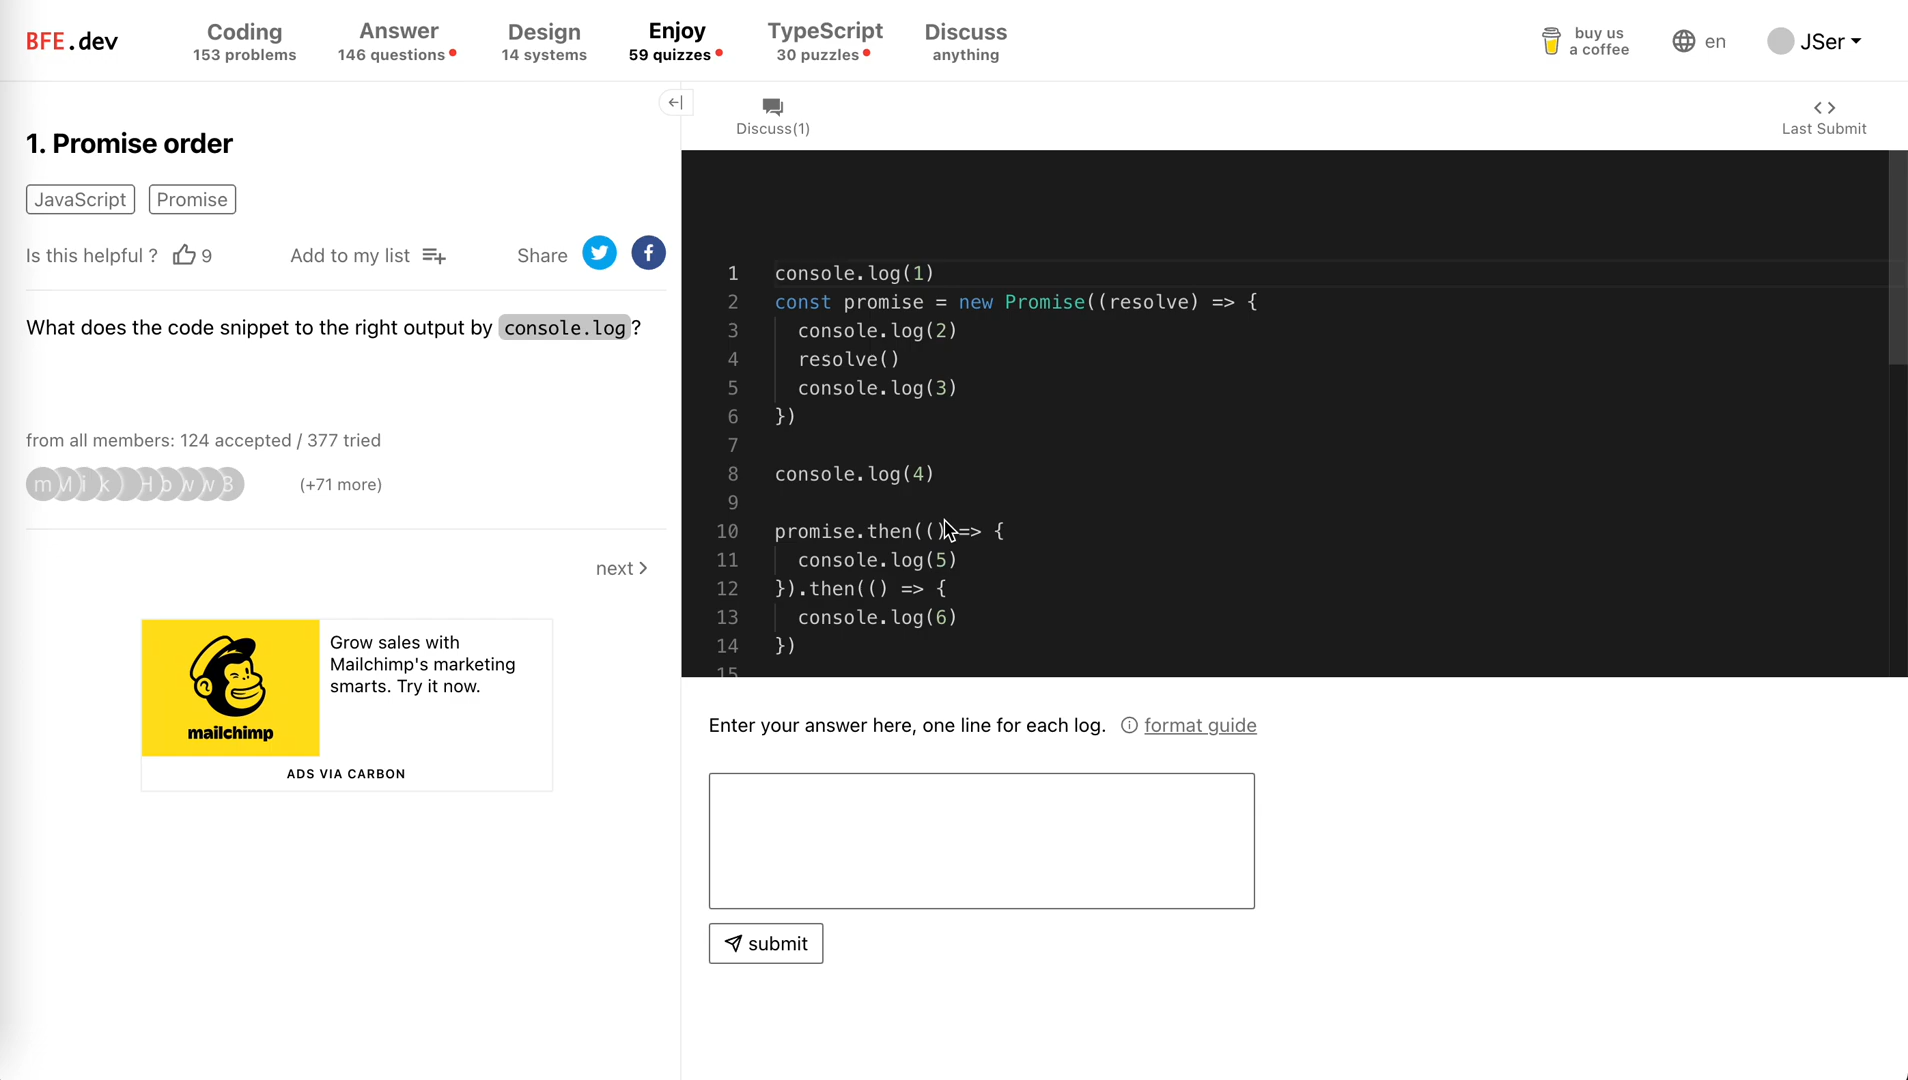 BFE.dev
Coding
153 problems
Answer
146 questions
Design
14 systems
Enjoy
59 quizzes
TypeScript
30 puzzles
Discuss
anything
buy us
a coffee
en
JSer
1. Promise order
JavaScript
Promise
Is this helpful ?
9
Add to my list
Share
What does the code snippet to the right output by console.log?
from all members: 124 accepted / 377 tried
(+71 more)
next
Grow sales with
Mailchimp's marketing
smarts. Try it now.
mailchimp
ADS VIA CARBON
Discuss(1)
Last Submit
1 console.log(1)
2 const promise = new Promise((resolve) => {
3 console.log(2)
4 resolve()
5 console.log(3)
6 })
7
8 console.log(4)
9
10 promise.then(() => {
11 console.log(5)
12 }).then(() => {
13 console.log(6)
14 })
15
Enter your answer here, one line for each log.
format guide
submit